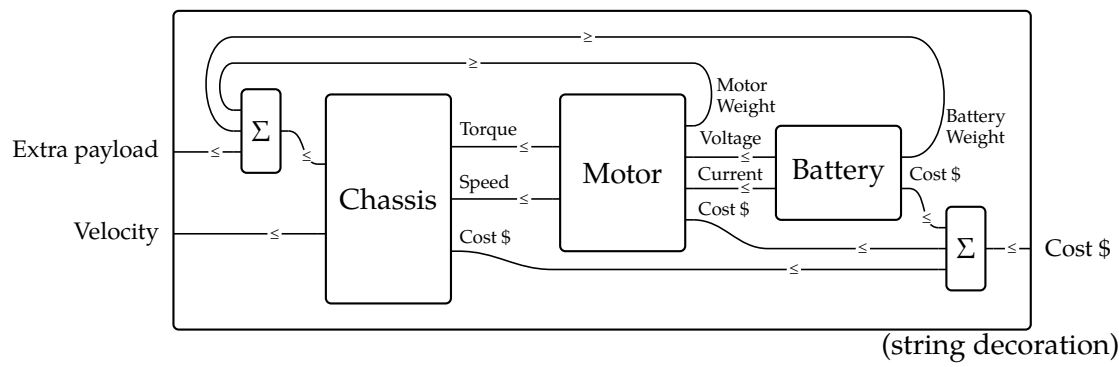 ≥
≥
Motor
Weight
Σ
Torque
≤
Voltage
≤
Battery
Weight
Extra payload
≤
≤
Motor
Battery
Current
≤
Cost $
Speed
≤
Chassis
Cost $
≤
Velocity
≤
Cost $
≤
Σ
≤
Cost $
≤
(string decoration)